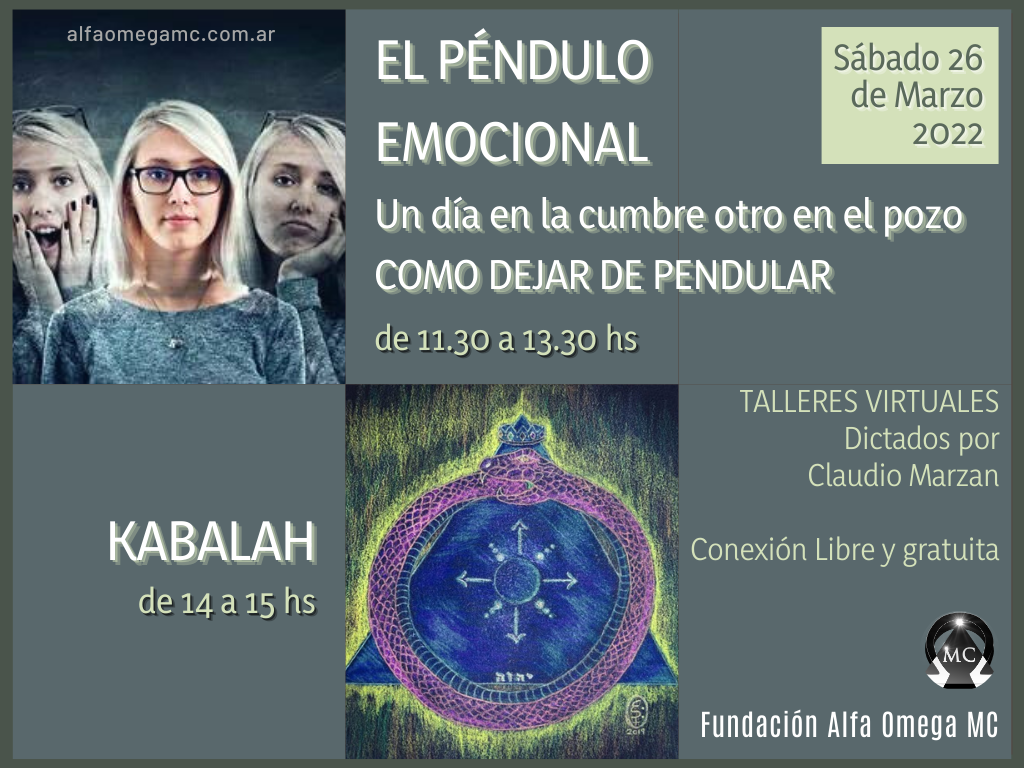 alfaomegamc.com.ar
EL PÉNDULO
EMOCIONAL
Un día en la cumbre otro en el pozo
COMO DEJAR DE PENDULAR
de 11.30 a 13.30 hs
Sábado 26
de Marzo
2022
KABALAH
de 14 a 15 hs
TALLERES VIRTUALES
Dictados por
Claudio Marzan
Conexión Libre y gratuita
MC
Fundación Alfa Omega MC
2019